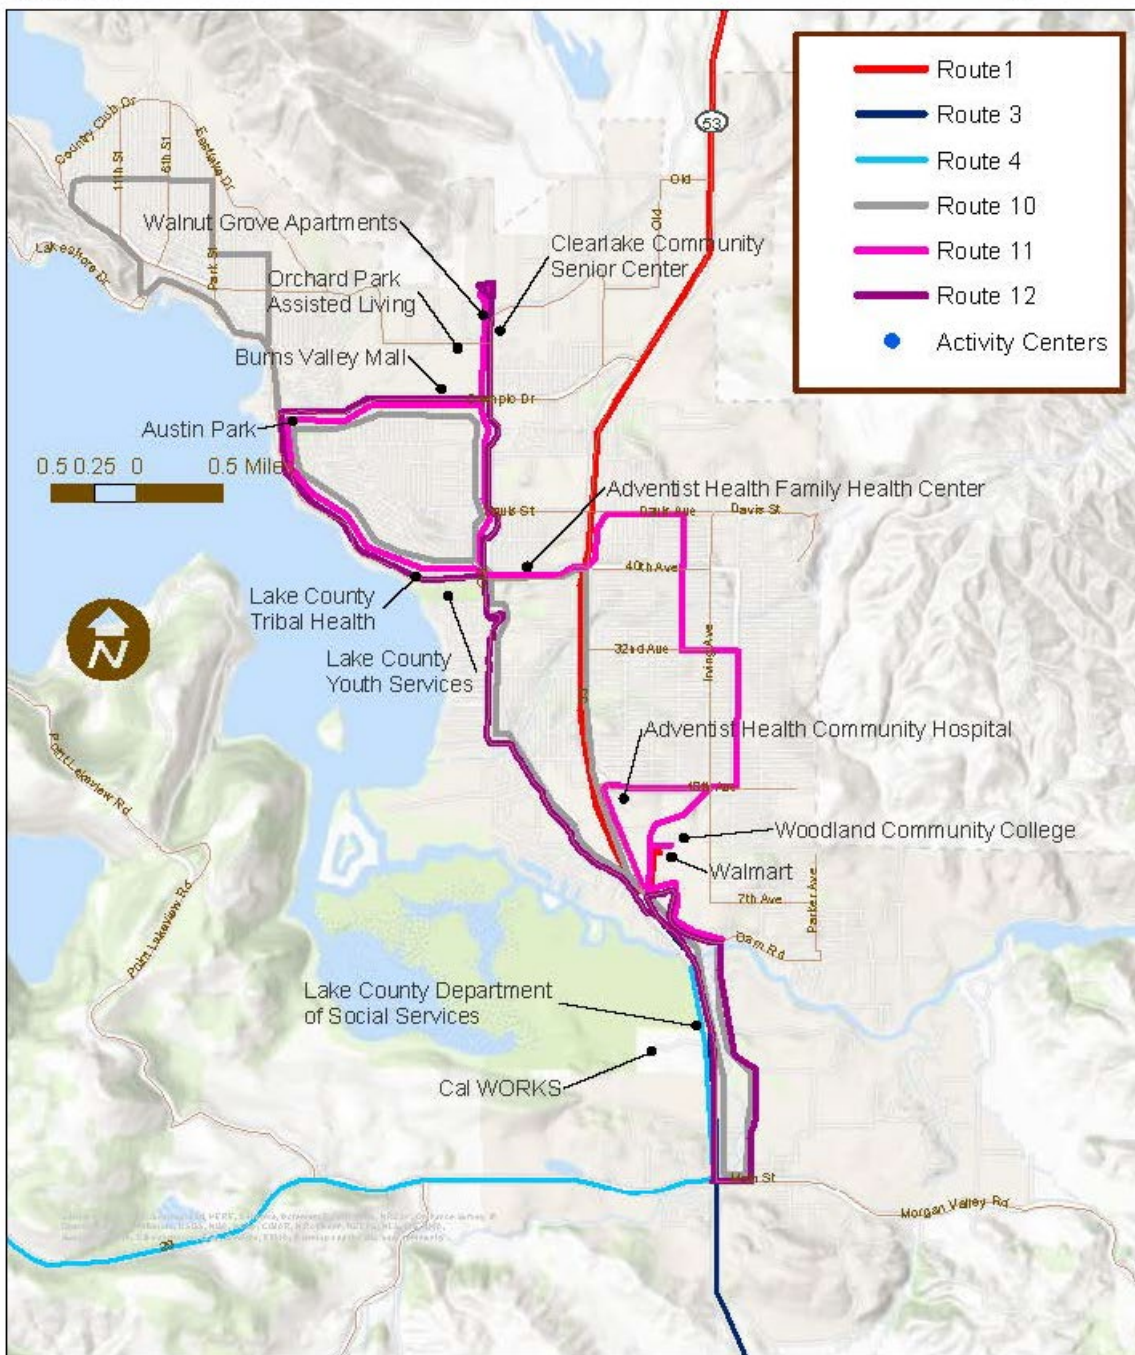 Route1
Route 3
Route 4
Route 10
Route 11
Route 12
Activity Centers
53
Country Club Dr
11th St
6th St
Eastlake Dr
Old
Old
Walnut Grove Apartments
Clearlake Community
Senior Center
Lakeshore Dr
Park St
Orchard Park
Assisted Living
Burns Valley Mall
Austin Park
0.5 0.25 0 0.5 Miles
Adventist Health Family Health Center
Davis St
40th Ave
Lake County
Tribal Health
N
32nd Ave
Irving Ave
Lake County
Youth Services
Adventist Health Community Hospital
Point Lakeview Rd
18th Ave
Woodland Community College
Walmart
7th Ave
Parker Ave
Dam Rd
Point Lakeview Rd
Lake County Department
of Social Services
Cal WORKS
Main St
Morgan Valley Rd